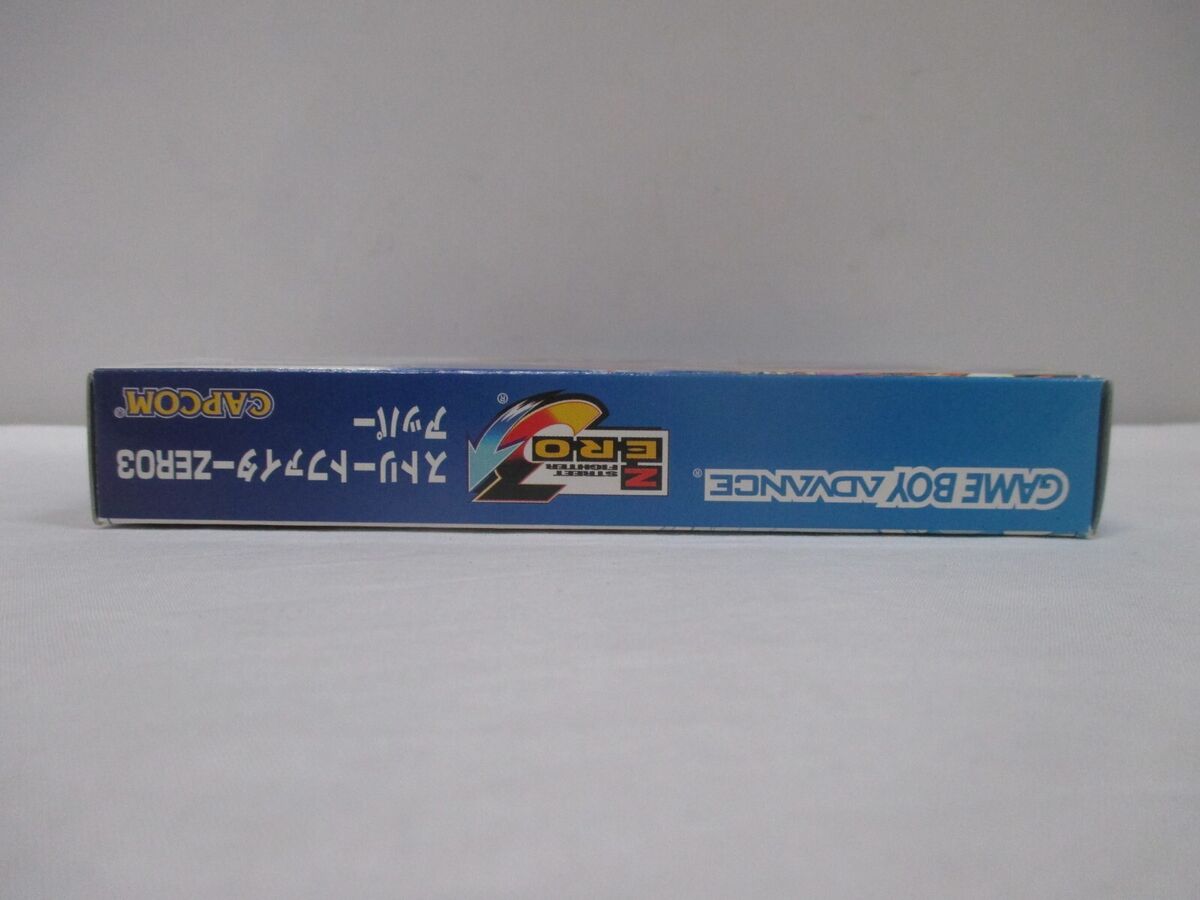 GAME BOY ADVANCE®
STREET
FIGHTER
ZERO 3®
ストリートファイターZERO3
アッパー
CAPCOM®